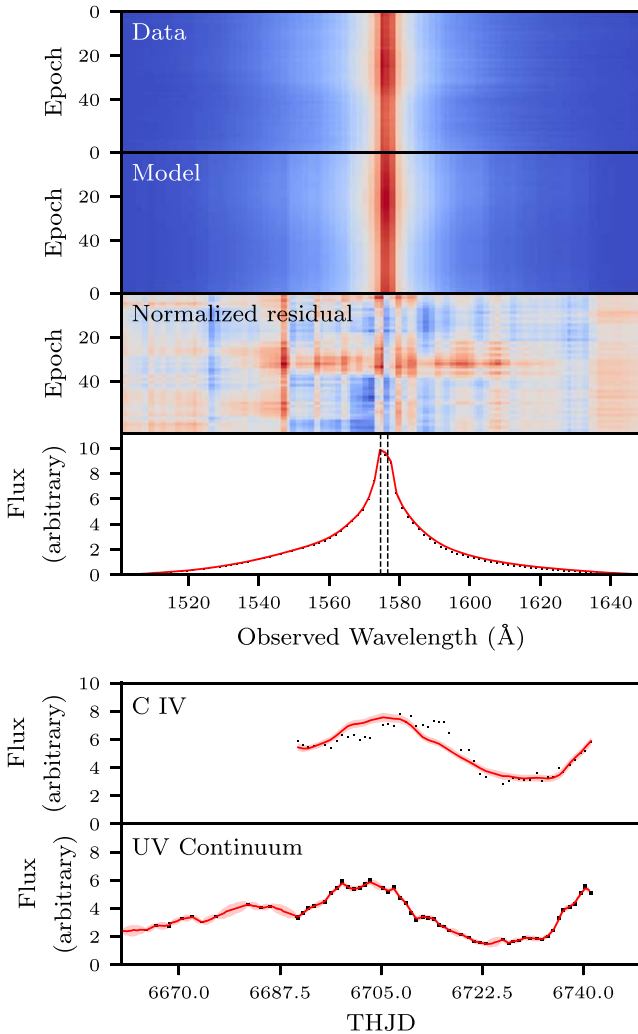 0
Data
20
Epoch
40
0
Model
20
Epoch
40
0
Normalized residual
20
Epoch
40
10
8
6
4
2
0
Flux
(arbitrary)
1520 1540 1560 1580 1600 1620 1640
Observed Wavelength (Å)
10
C IV
8
6
4
2
0
Flux
(arbitrary)
UV Continuum
8
6
4
2
0
Flux
(arbitrary)
6670.0 6687.5 6705.0 6722.5 6740.0
THJD